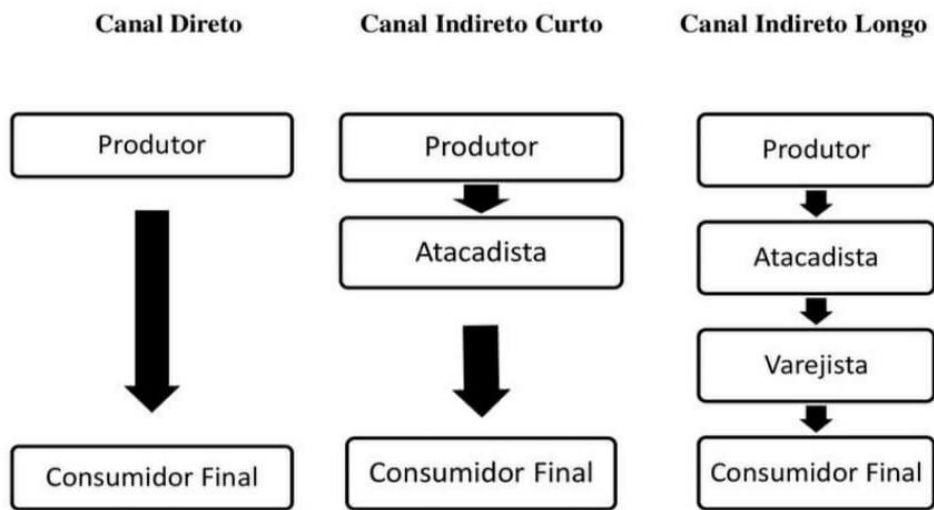 Canal Direto
Produtor
Consumidor Final
Canal Indireto Curto
Produtor
Atacadista
Consumidor Final
Canal Indireto Longo
Produtor
Atacadista
Varejista
Consumidor Final